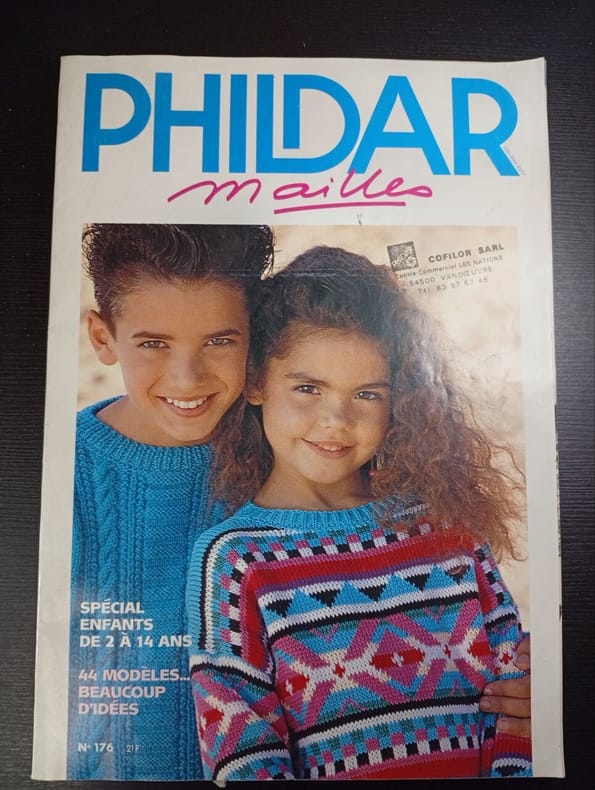 PHILDAR
mailles
COFILOR SARL
Centre Commercial LES NATIONS
54500 VANDŒUVRE
Tél. 83 57 67 46
SPÉCIAL
ENFANTS
DE 2 À 14 ANS
44 MODÈLES...
BEAUCOUP
D'IDÉES
N° 176 21 F